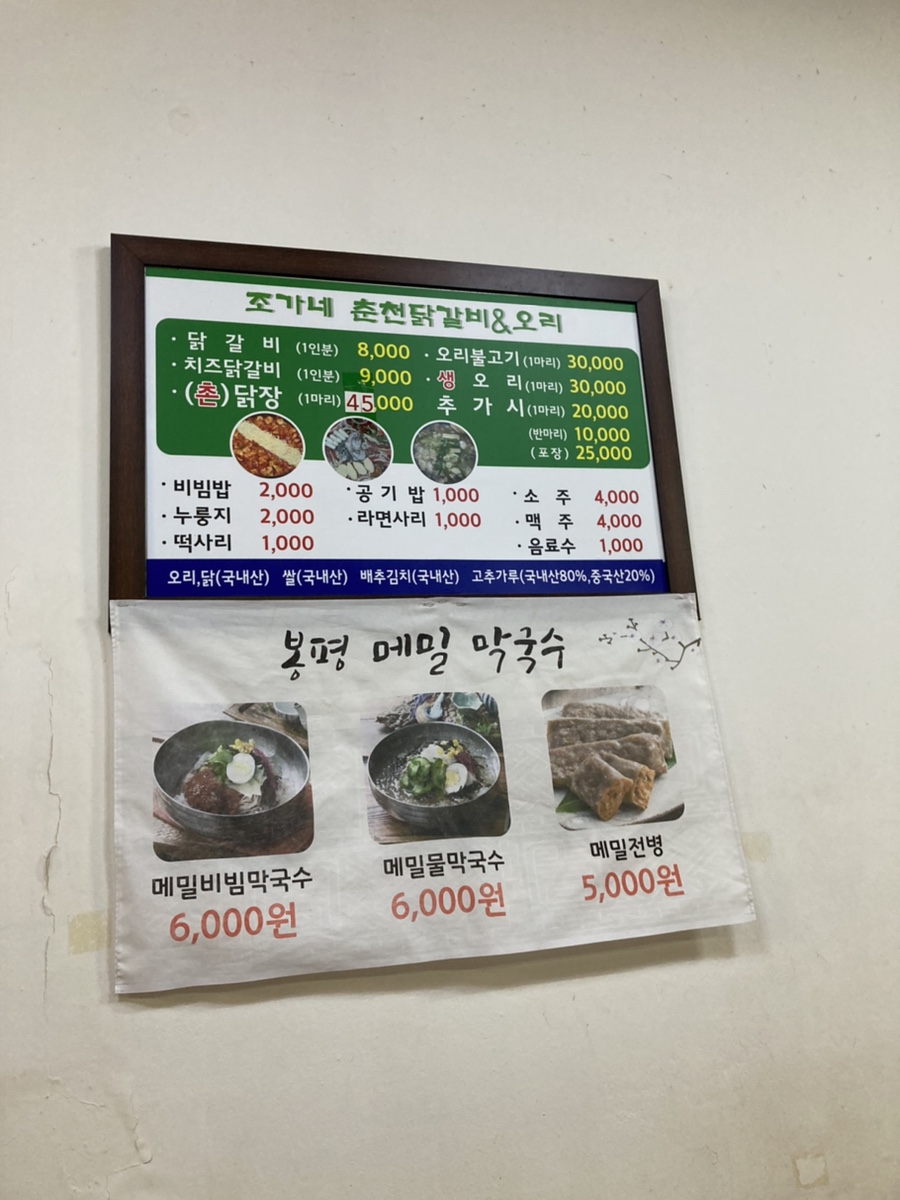 조가네 춘천닭갈비&오리
· 닭 갈 비 (1인분) 8,000
· 치즈닭갈비 (1인분) 9,000
· (촌)닭장 (1마리) 45,000
· 오리불고기 (1마리) 30,000
· 생 오 리 (1마리) 30,000
추 가 시 (1마리) 20,000
(반마리) 10,000
(포장) 25,000
· 비빔밥 2,000
· 누룽지 2,000
· 떡사리 1,000
· 공 기 밥 1,000
· 라면사리 1,000
· 소 주 4,000
· 맥 주 4,000
· 음료수 1,000
오리,닭(국내산) 쌀(국내산) 배추김치(국내산) 고추가루(국내산80%,중국산20%)
봉평 메밀 막국수
메밀비빔막국수
6,000원
메밀물막국수
6,000원
메밀전병
5,000원